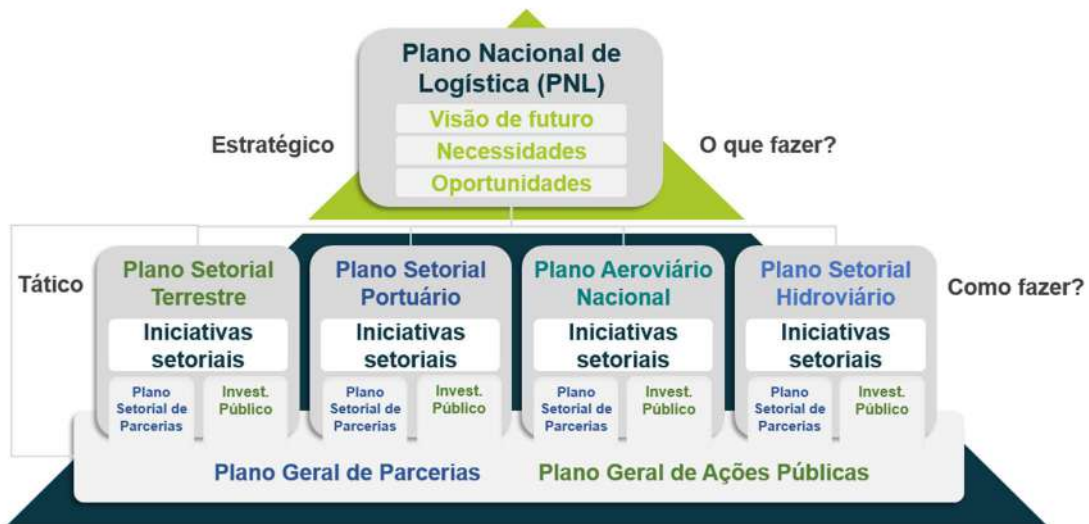 Plano Nacional de
Logística (PNL)
Visão de futuro
Necessidades
Oportunidades
Estratégico
O que fazer?
Tático
Como fazer?
Plano Setorial
Terrestre
Iniciativas
setoriais
Plano
Setorial de
Parcerias
Invest.
Público
Plano Setorial
Portuário
Iniciativas
setoriais
Plano
Setorial de
Parcerias
Invest.
Público
Plano Aeroviário
Nacional
Iniciativas
setoriais
Plano
Setorial de
Parcerias
Invest.
Público
Plano Setorial
Hidroviário
Iniciativas
setoriais
Plano
Setorial de
Parcerias
Invest.
Público
Plano Geral de Parcerias
Plano Geral de Ações Públicas